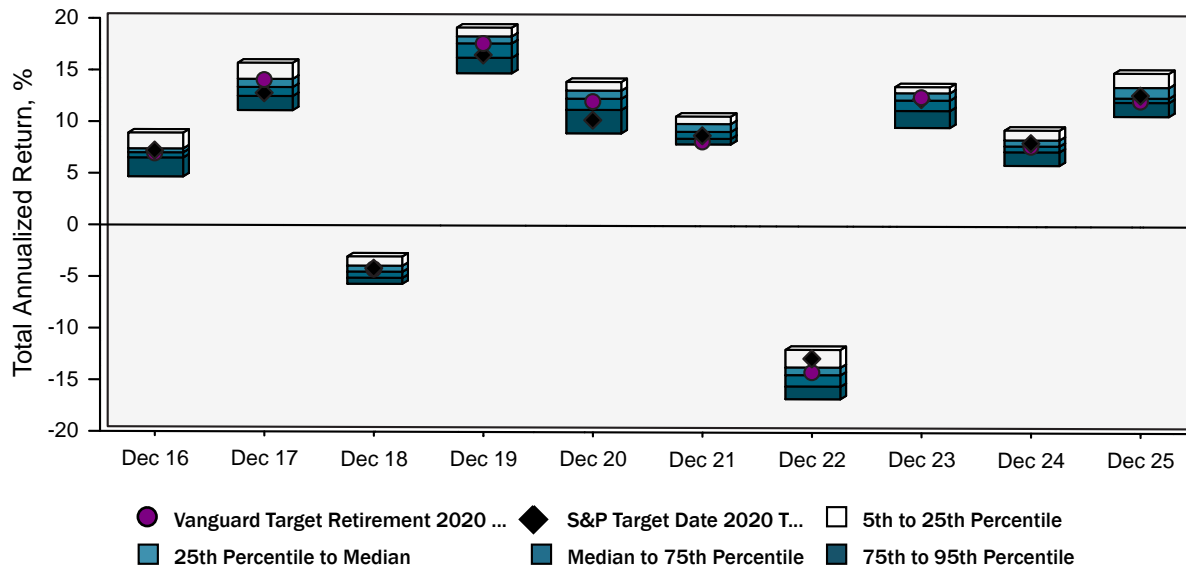 Total Annualized Return, %
20
15
10
5
0
-5
-10
-15
-20
Dec 16 Dec 17 Dec 18 Dec 19 Dec 20 Dec 21 Dec 22 Dec 23 Dec 24 Dec 25
Vanguard Target Retirement 2020 ... S&P Target Date 2020 T... 5th to 25th Percentile
25th Percentile to Median Median to 75th Percentile 75th to 95th Percentile